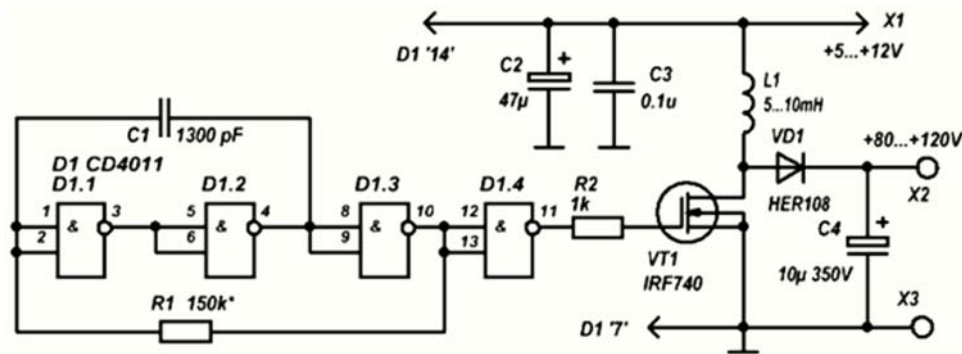 X1
D1 '14'
+5...+12V
C2
+
47µ
C3
0.1u
L1
5...10mH
C1
1300 pF
VD1
+80...+120V
D1 CD4011
D1.1
D1.2
D1.3
D1.4
R2
1k
HER108
X2
1
2
&
3
5
6
&
4
8
9
&
10
12
13
&
11
C4
+
VT1
IRF740
10µ 350V
R1 150k*
D1 '7'
X3